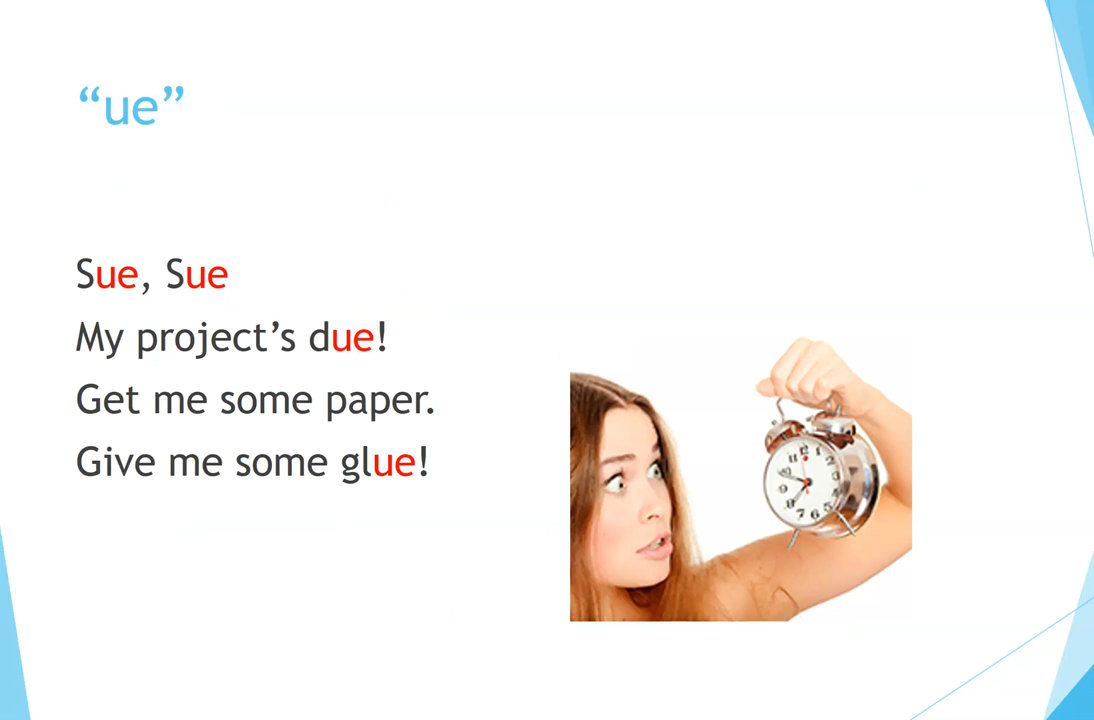 “ue”
Sue, Sue
My project’s due!
Get me some paper.
Give me some glue!